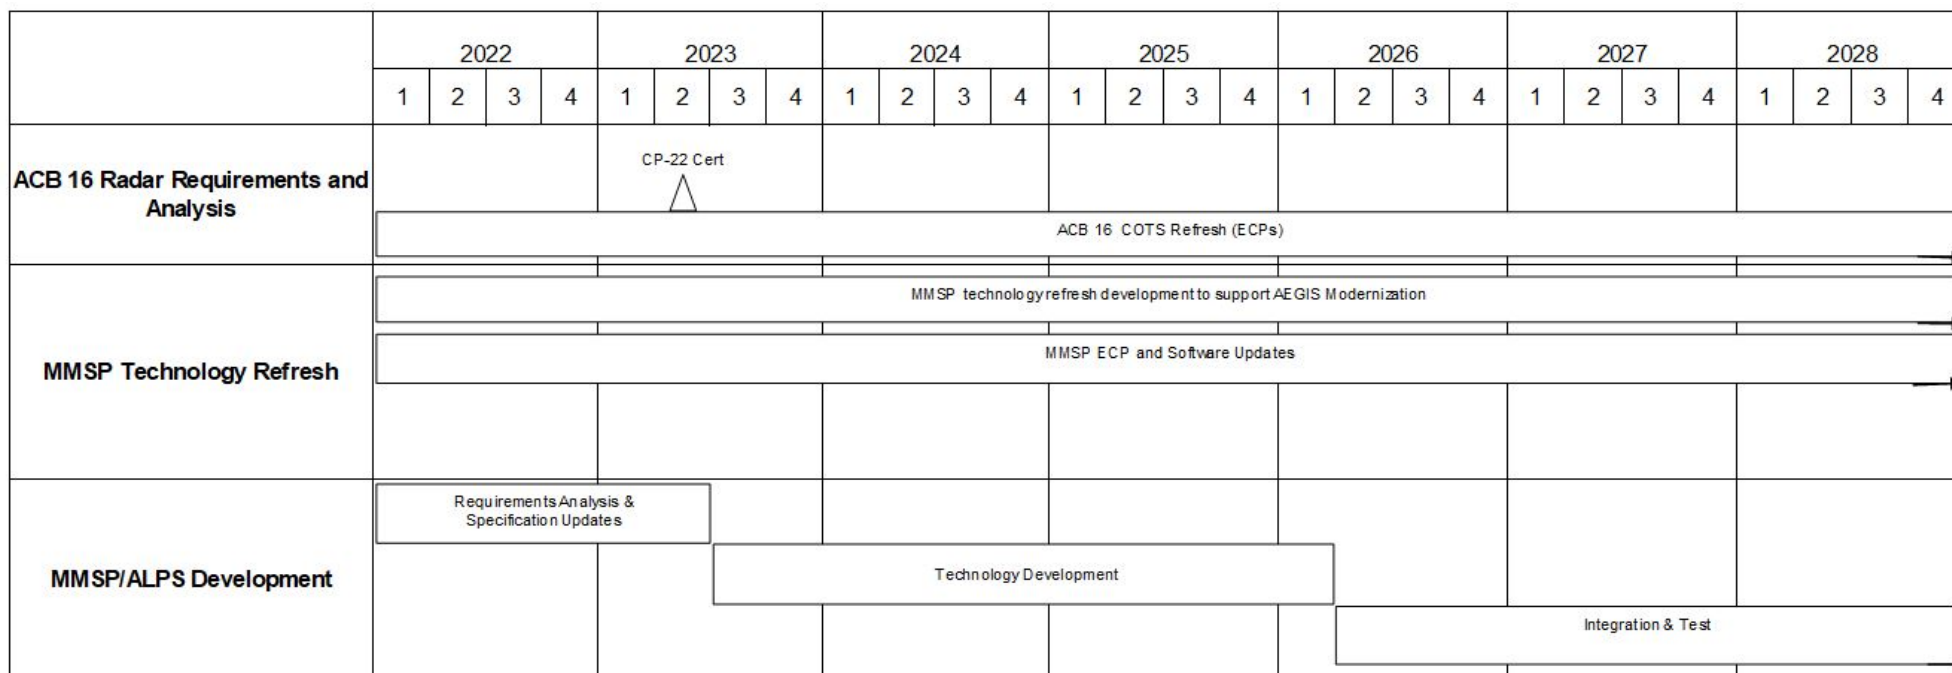 2022 2023 2024 2025 2026 2027 2028
1 2 3 4 1 2 3 4 1 2 3 4 1 2 3 4 1 2 3 4 1 2 3 4 1 2 3 4
ACB 16 Radar Requirements and
Analysis
CP-22 Cert
ACB 16 COTS Refresh (ECPs)
MMSP Technology Refresh
MMSP technology refresh development to support AEGIS Modernization
MMSP ECP and Software Updates
MMSP/ALPS Development
Requirements Analysis &
Specification Updates
Technology Development
Integration & Test